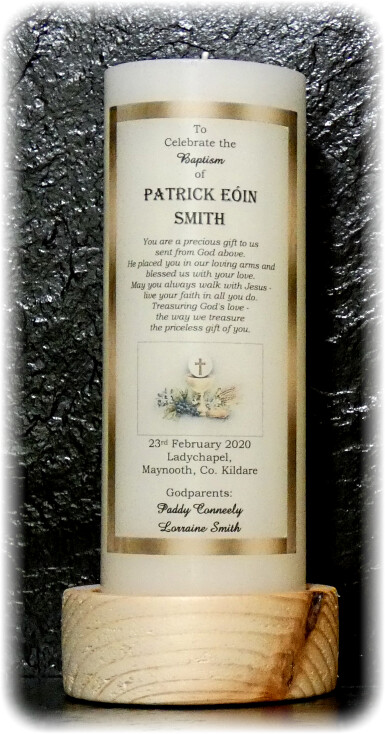 To
Celebrate the
Baptism
of
PATRICK EÓIN
SMITH
You are a precious gift to us
sent from God above.
He placed you in our loving arms and
blessed us with your love.
May you always walk with Jesus -
live your faith in all you do.
Treasuring God's love -
the way we treasure
the priceless gift of you.
23rd February 2020
Ladychapel,
Maynooth, Co. Kildare
Godparents:
Paddy Conneely
Lorraine Smith